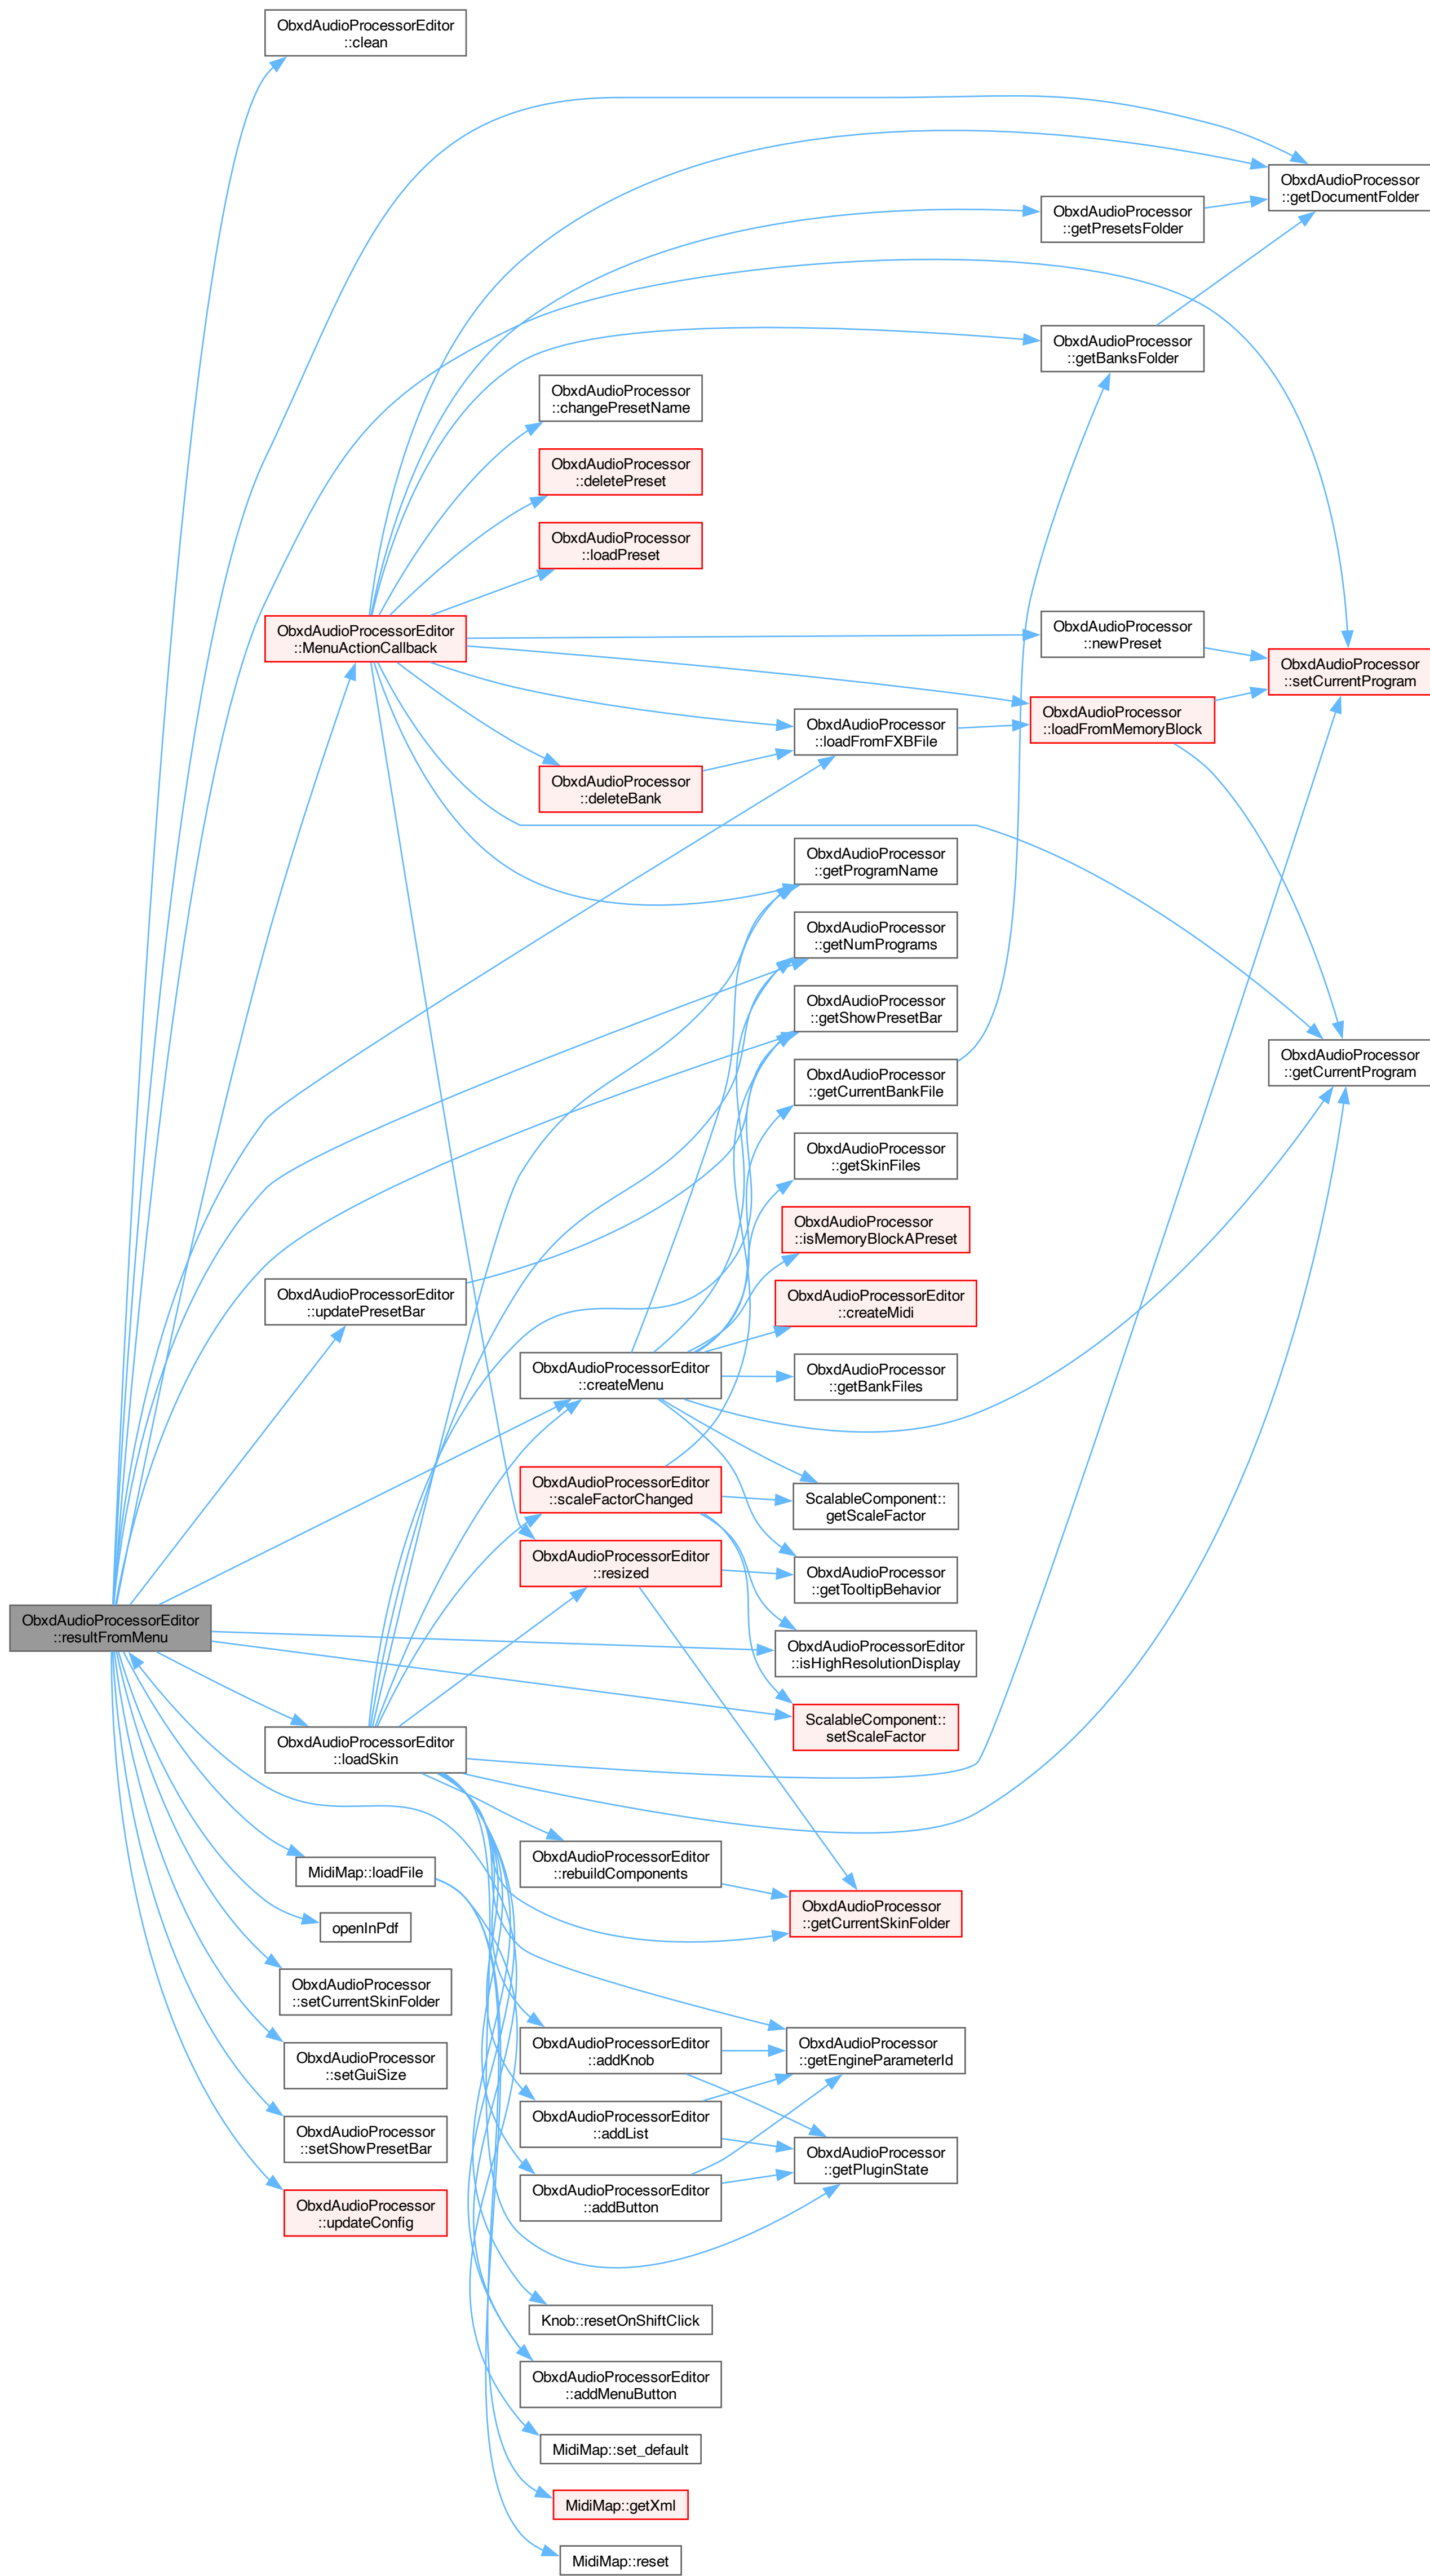 ObxdAudioProcessorEditor
::clean
ObxdAudioProcessor
::getDocumentFolder
ObxdAudioProcessor
::getPresetsFolder
ObxdAudioProcessor
::getBanksFolder
ObxdAudioProcessor
::changePresetName
ObxdAudioProcessor
::deletePreset
ObxdAudioProcessor
::loadPreset
ObxdAudioProcessorEditor
::MenuActionCallback
ObxdAudioProcessor
::newPreset
ObxdAudioProcessor
::setCurrentProgram
ObxdAudioProcessor
::loadFromMemoryBlock
ObxdAudioProcessor
::loadFromFXBFile
ObxdAudioProcessor
::deleteBank
ObxdAudioProcessor
::getProgramName
ObxdAudioProcessor
::getNumPrograms
ObxdAudioProcessor
::getShowPresetBar
ObxdAudioProcessor
::getCurrentProgram
ObxdAudioProcessor
::getCurrentBankFile
ObxdAudioProcessor
::getSkinFiles
ObxdAudioProcessor
::isMemoryBlockAPreset
ObxdAudioProcessorEditor
::updatePresetBar
ObxdAudioProcessorEditor
::createMidi
ObxdAudioProcessorEditor
::createMenu
ObxdAudioProcessor
::getBankFiles
ObxdAudioProcessorEditor
::scaleFactorChanged
ScalableComponent::
getScaleFactor
ObxdAudioProcessorEditor
::resized
ObxdAudioProcessor
::getTooltipBehavior
ObxdAudioProcessorEditor
::resultFromMenu
ObxdAudioProcessorEditor
::isHighResolutionDisplay
ScalableComponent::
setScaleFactor
ObxdAudioProcessorEditor
::loadSkin
ObxdAudioProcessorEditor
::rebuildComponents
MidiMap::loadFile
ObxdAudioProcessor
::getCurrentSkinFolder
openInPdf
ObxdAudioProcessor
::setCurrentSkinFolder
ObxdAudioProcessorEditor
::addKnob
ObxdAudioProcessor
::getEngineParameterId
ObxdAudioProcessor
::setGuiSize
ObxdAudioProcessorEditor
::addList
ObxdAudioProcessor
::setShowPresetBar
ObxdAudioProcessor
::getPluginState
ObxdAudioProcessorEditor
::addButton
ObxdAudioProcessor
::updateConfig
Knob::resetOnShiftClick
ObxdAudioProcessorEditor
::addMenuButton
MidiMap::set_default
MidiMap::getXml
MidiMap::reset